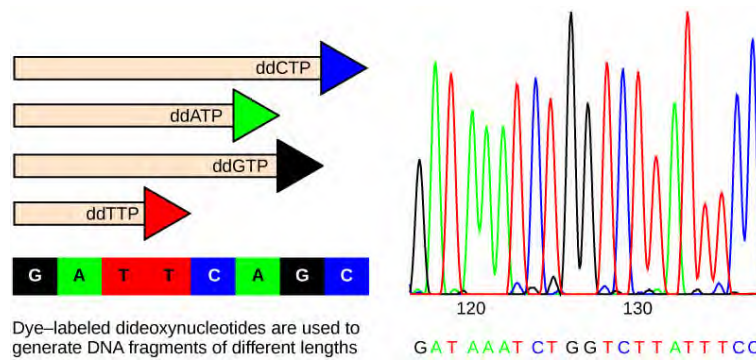 ddCTP
ddATP
ddGTP
ddTTP
G A T T C A G C
Dye–labeled dideoxynucleotides are used to
generate DNA fragments of different lengths
120 130
GAT AAAT CT GGTCTTATTTCC